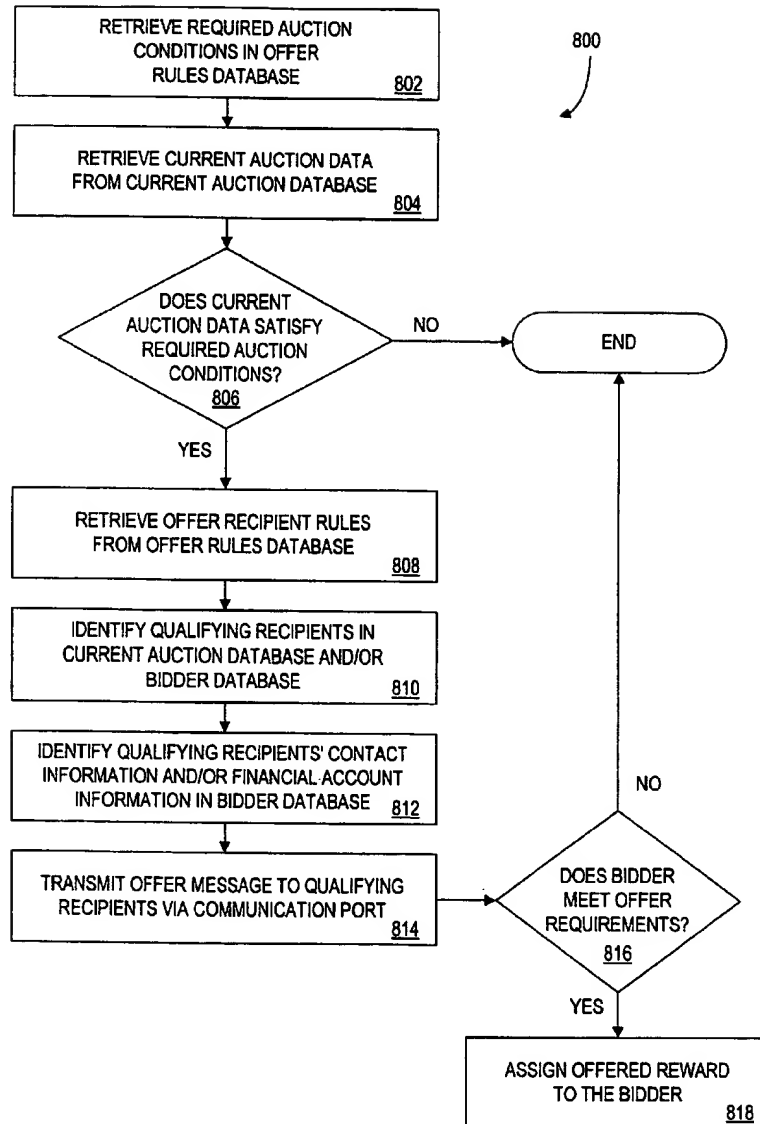 RETRIEVE REQUIRED AUCTION
CONDITIONS IN OFFER
RULES DATABASE
802
800
RETRIEVE CURRENT AUCTION DATA
FROM CURRENT AUCTION DATABASE
804
DOES CURRENT
AUCTION DATA SATISFY
REQUIRED AUCTION
CONDITIONS?
806
NO
END
YES
RETRIEVE OFFER RECIPIENT RULES
FROM OFFER RULES DATABASE
808
IDENTIFY QUALIFYING RECIPIENTS IN
CURRENT AUCTION DATABASE AND/OR
BIDDER DATABASE
810
IDENTIFY QUALIFYING RECIPIENTS' CONTACT
INFORMATION AND/OR FINANCIAL ACCOUNT
INFORMATION IN BIDDER DATABASE
812
NO
TRANSMIT OFFER MESSAGE TO QUALIFYING
RECIPIENTS VIA COMMUNICATION PORT
814
DOES BIDDER
MEET OFFER
REQUIREMENTS?
816
YES
ASSIGN OFFERED REWARD
TO THE BIDDER
818